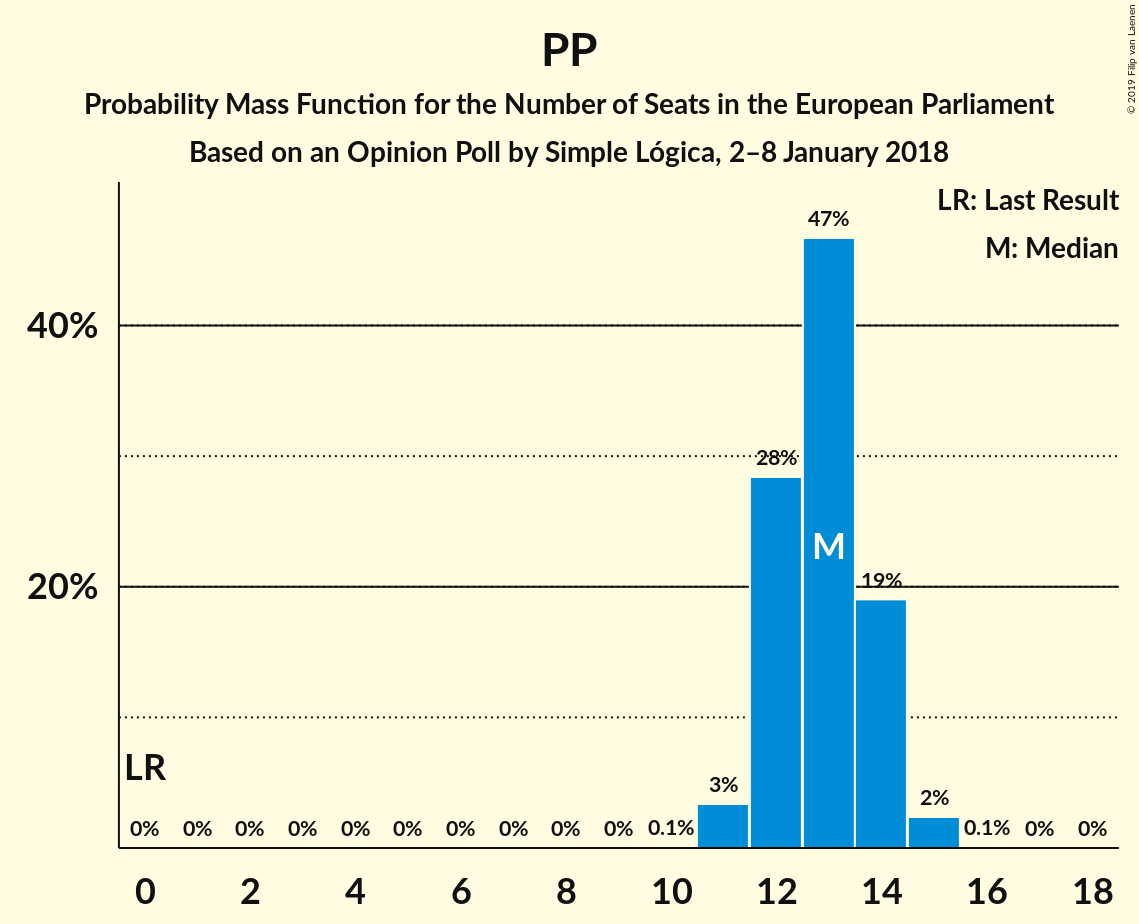 PP
Probability Mass Function for the Number of Seats in the European Parliament
Based on an Opinion Poll by Simple Lógica, 2–8 January 2018
© 2019 Filip van Laenen
LR: Last Result
M: Median
47%
40%
28%
M
20%
19%
LR
3%
2%
0% 0% 0% 0% 0% 0% 0% 0% 0% 0% 0.1% 0.1% 0% 0%
0 2 4 6 8 10 12 14 16 18